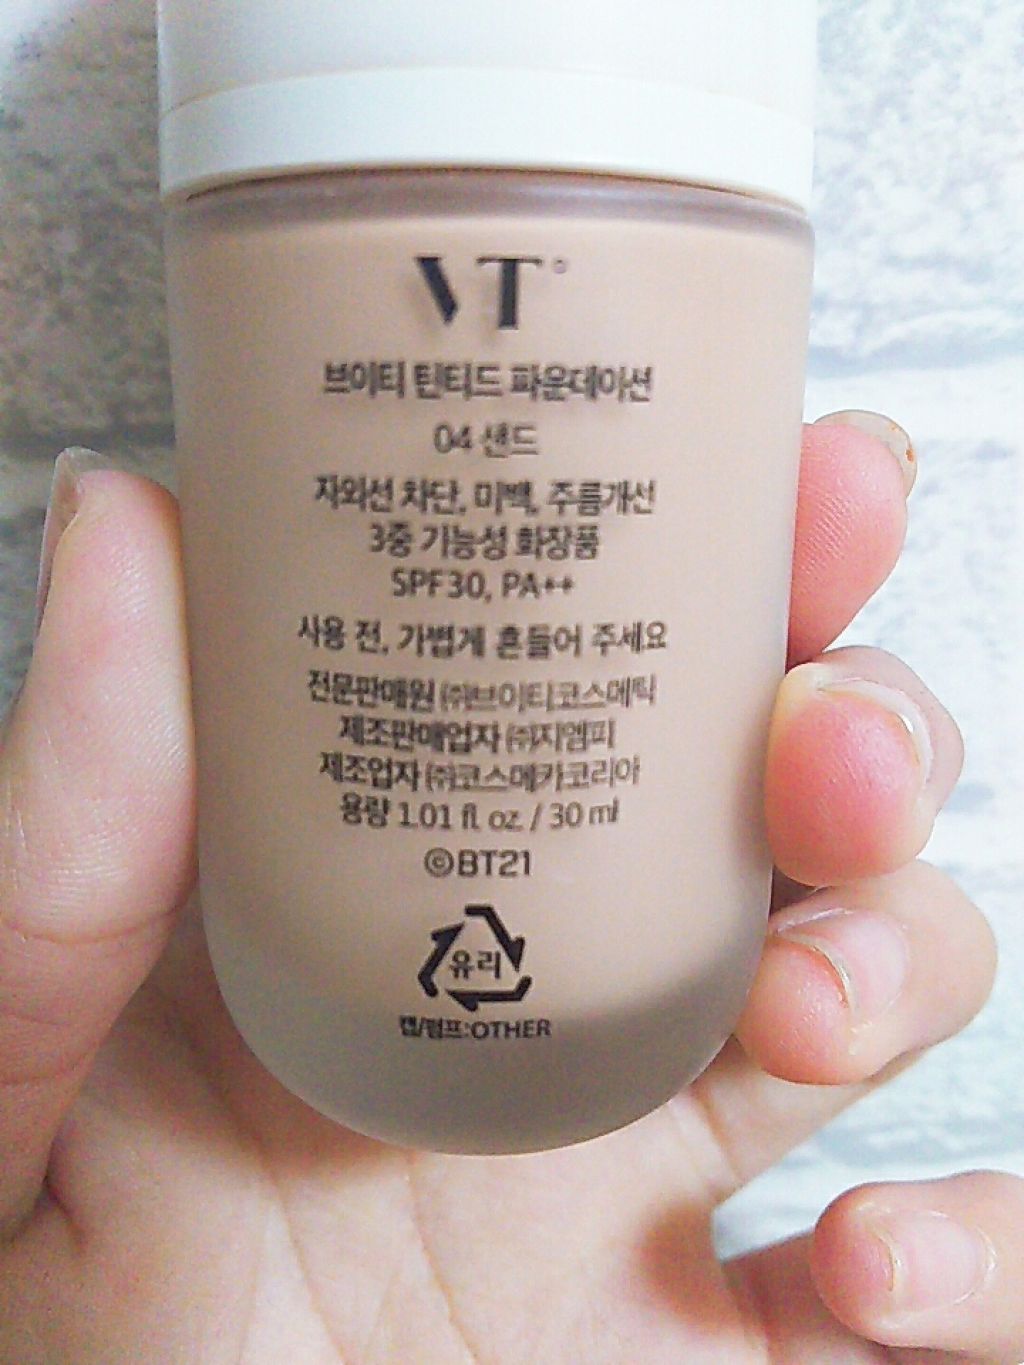 VT®
브이티 틴티드 파운데이션
04 샌드
자외선 차단, 미백, 주름개선
3중 기능성 화장품
SPF30, PA++
사용 전, 가볍게 흔들어 주세요
전문판매원 ㈜브이티코스메틱
제조판매업자 ㈜지엠피
제조업자 ㈜코스메카코리아
용량 1.01 fl. oz. / 30 ml
©BT21
유리
캡/펌프:OTHER